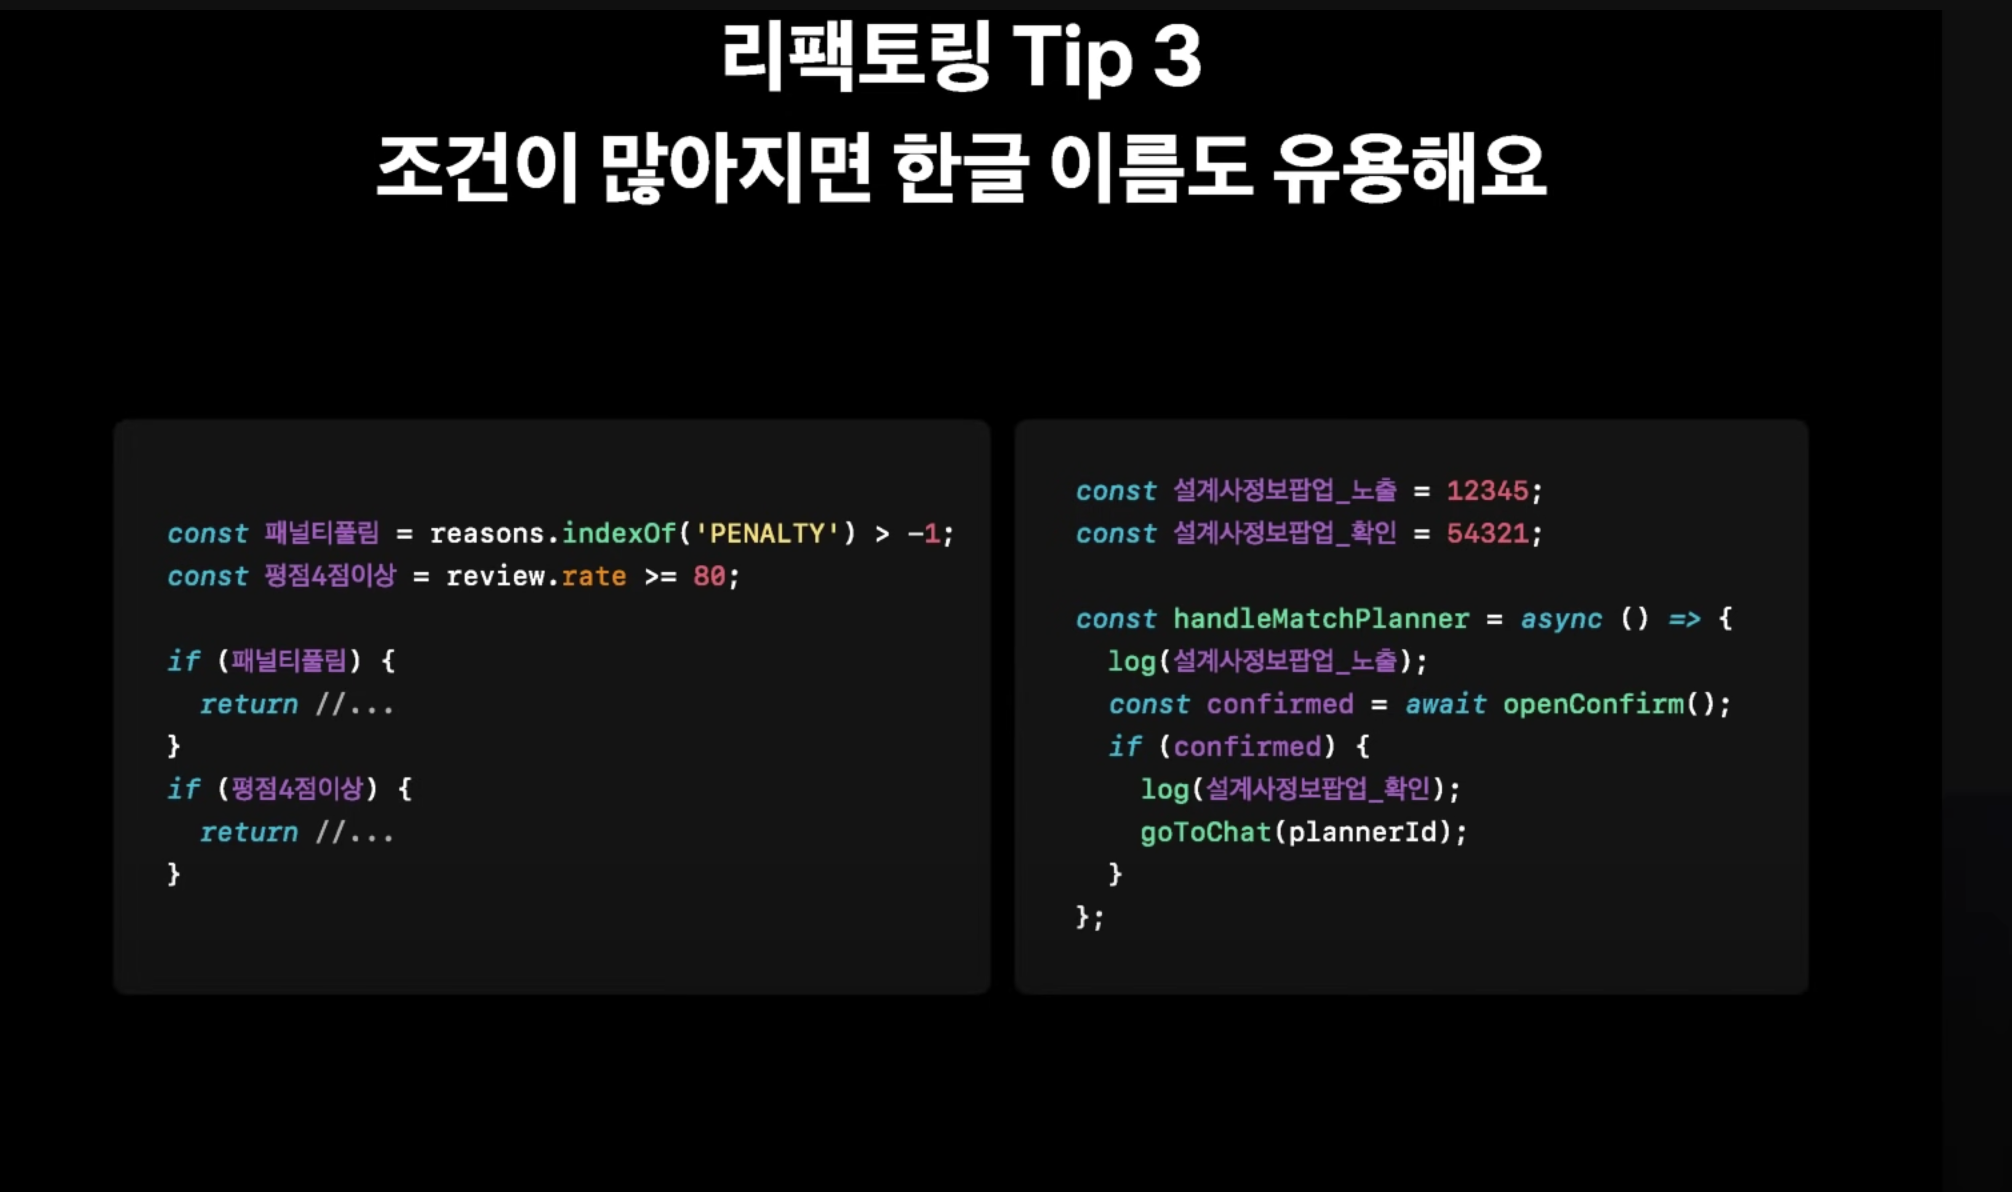 리팩토링 Tip 3
조건이 많아지면 한글 이름도 유용해요
const 패널티풀림 = reasons.indexOf('PENALTY') > -1;
const 평점4점이상 = review.rate >= 80;
if (패널티풀림) {
return //...
}
if (평점4점이상) {
return //...
}
const 설계사정보팝업_노출 = 12345;
const 설계사정보팝업_확인 = 54321;
const handleMatchPlanner = async () => {
log(설계사정보팝업_노출);
const confirmed = await openConfirm();
if (confirmed) {
log(설계사정보팝업_확인);
goToChat(plannerId);
}
};